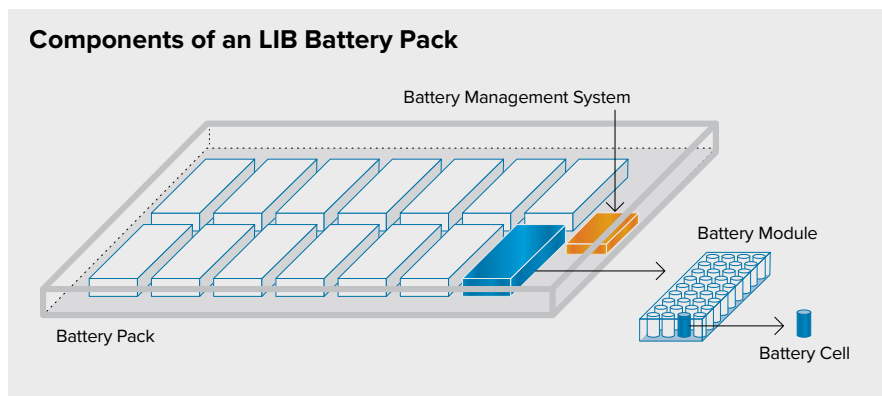 Components of an LIB Battery Pack
Battery Management System
Battery Module
Battery Pack
Battery Cell